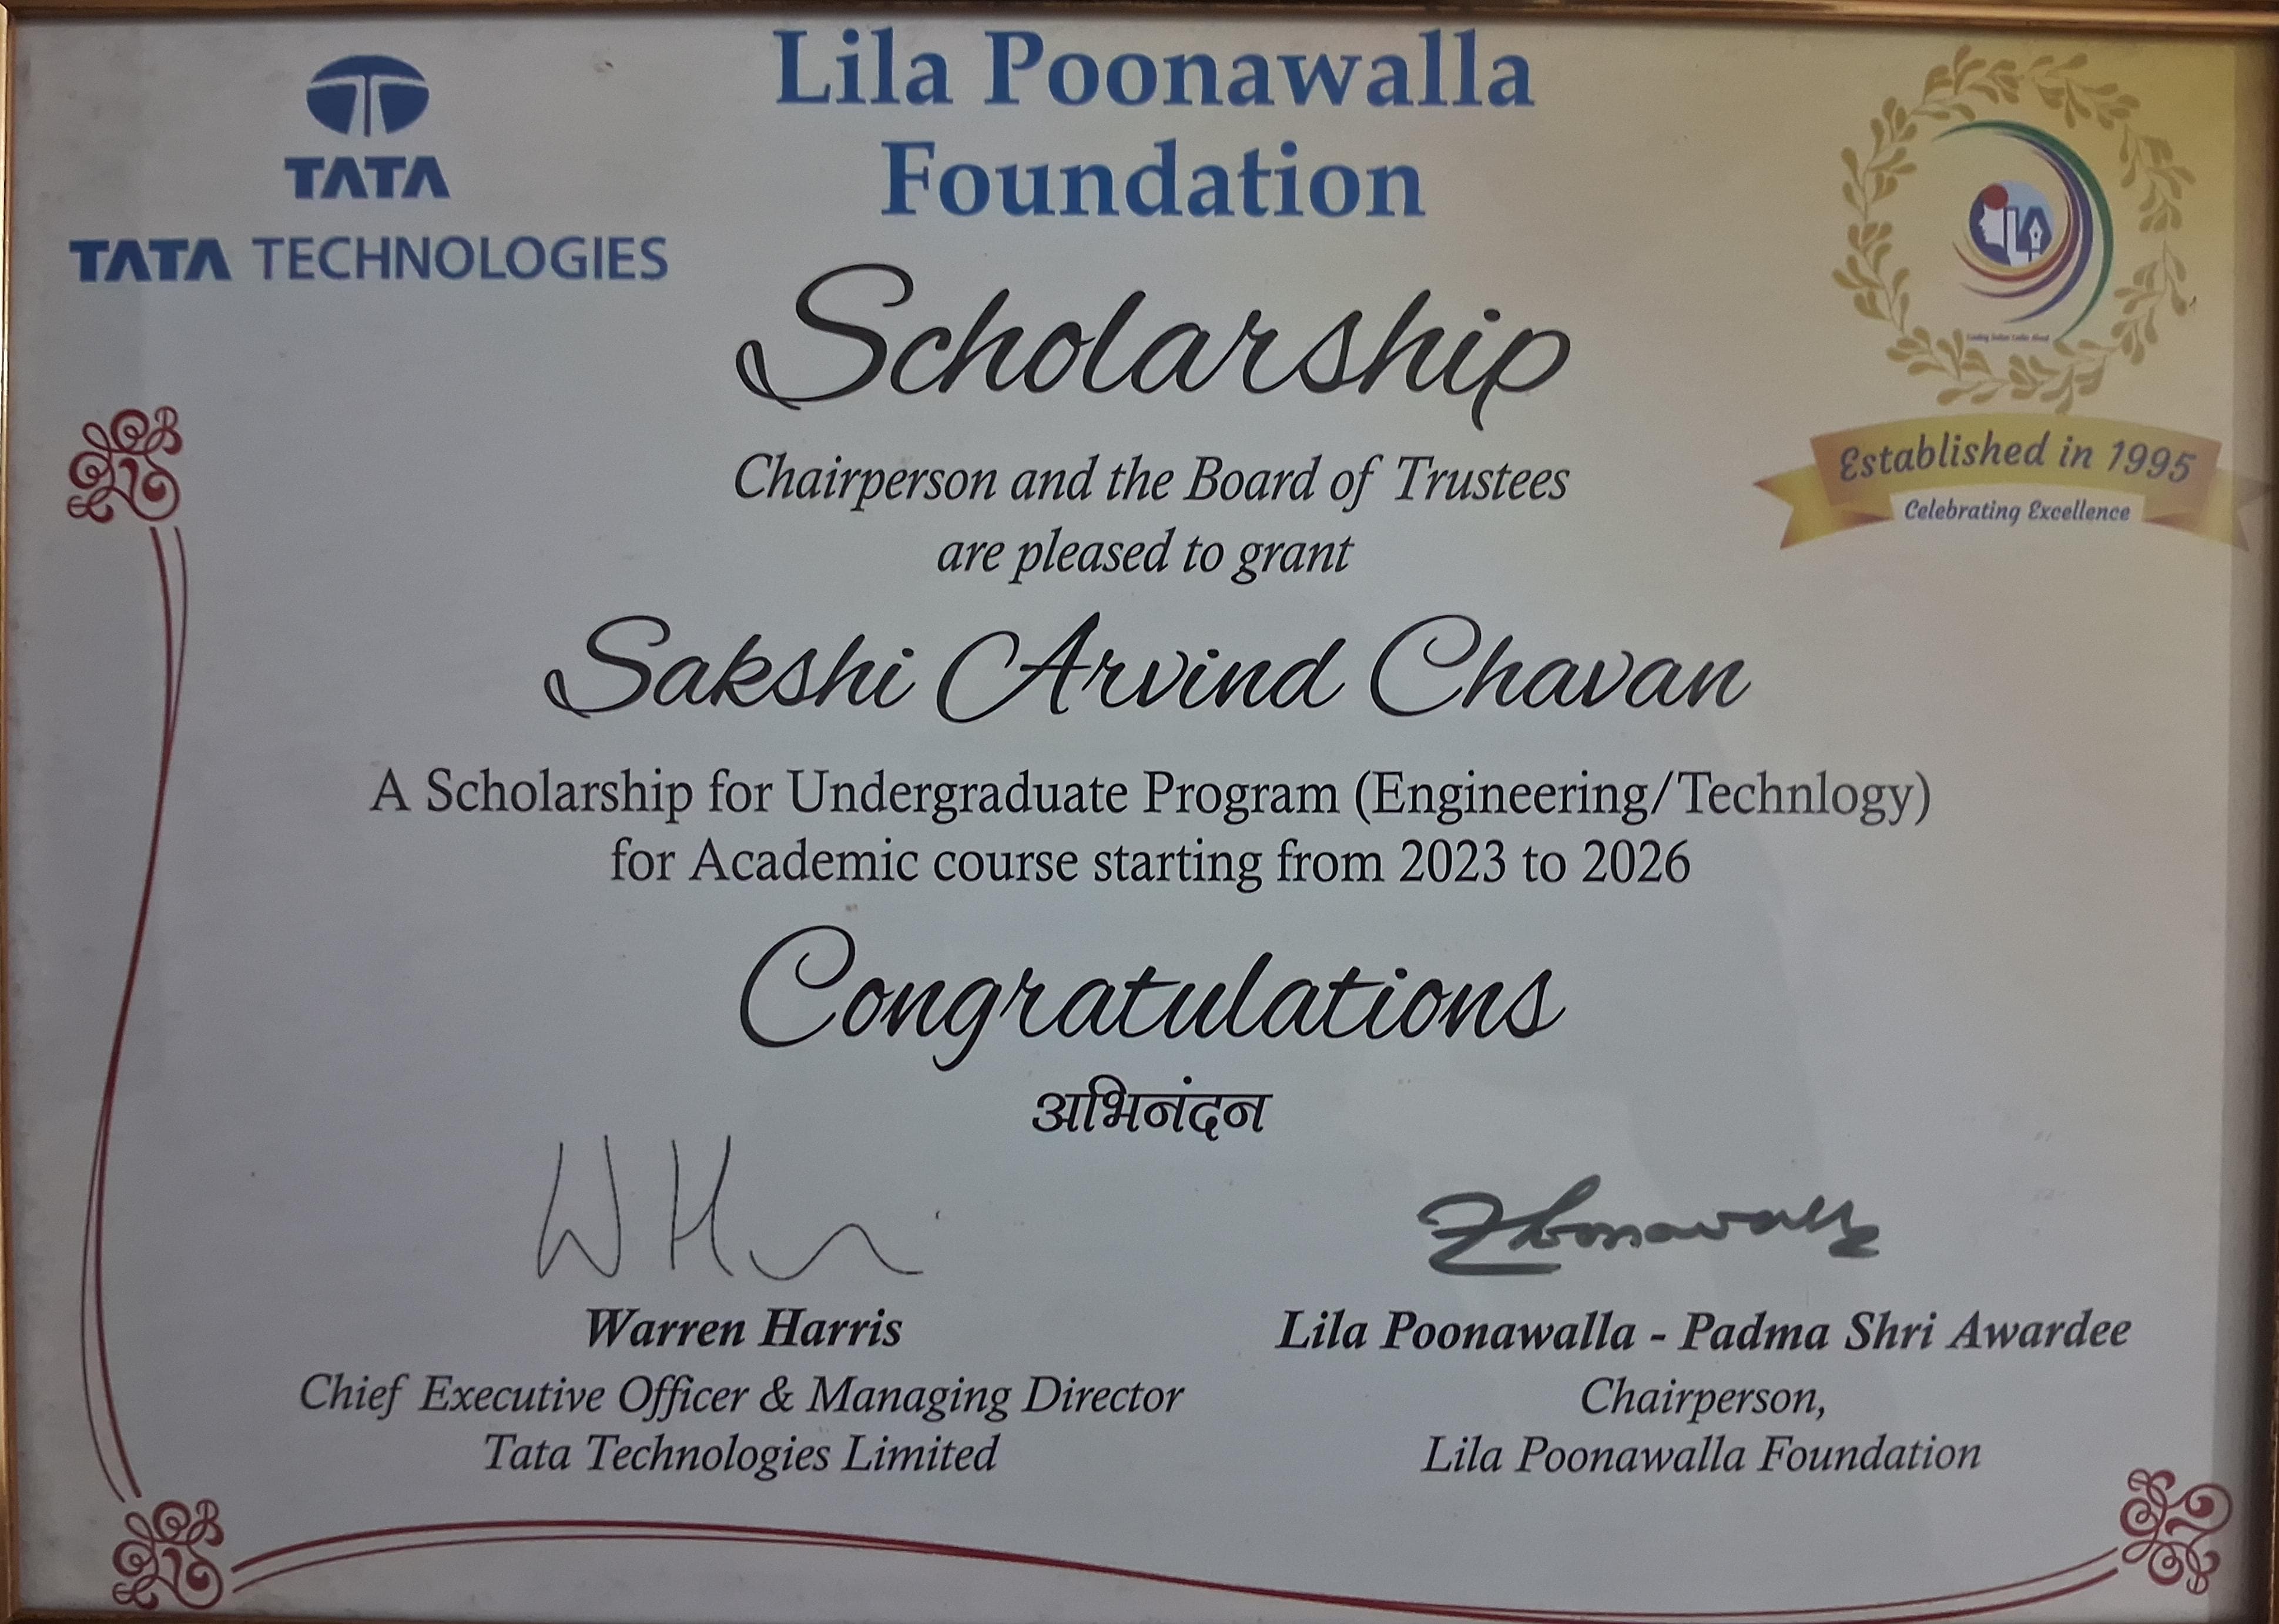 TATA
TATA TECHNOLOGIES
Lila Poonawalla
Foundation
LILA
Established in 1995
Celebrating Excellence
Scholarship
Chairperson and the Board of Trustees
are pleased to grant
Sakshi Arvind Chavan
A Scholarship for Undergraduate Program (Engineering/Technlogy)
for Academic course starting from 2023 to 2026
Congratulations
अभिनंदन
Warren Harris
Chief Executive Officer & Managing Director
Tata Technologies Limited
Lila Poonawalla - Padma Shri Awardee
Chairperson,
Lila Poonawalla Foundation